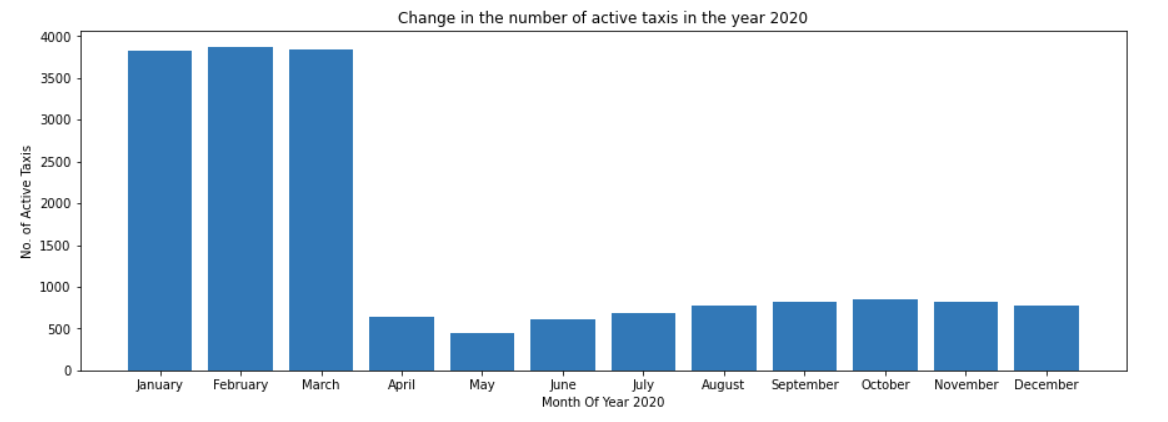 Change in the number of active taxis in the year 2020
4000
3500
3000
2500
2000
1500
1000
500
0
No. of Active Taxis
January February March April May June July August September October November December
Month Of Year 2020